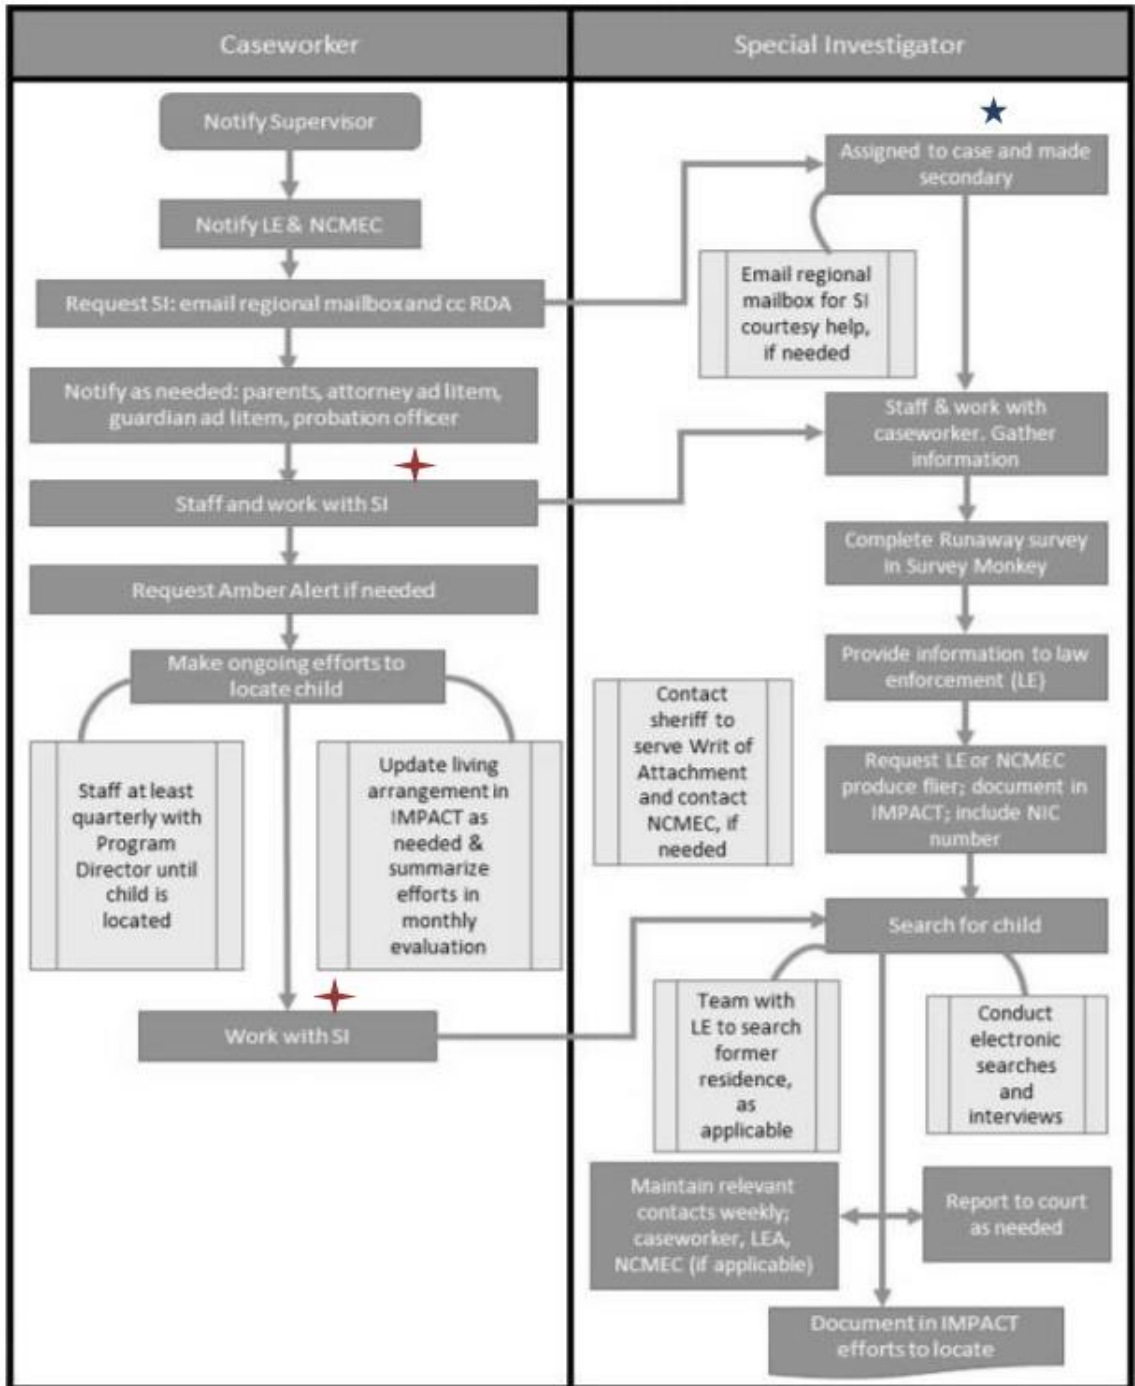 Caseworker
Special Investigator
Notify Supervisor
Notify LE & NCMEC
Request SI: email regional mailbox and cc RDA
Notify as needed: parents, attorney ad litem,
guardian ad litem, probation officer
Staff and work with SI
Request Amber Alert if needed
Make ongoing efforts to
locate child
Staff at least
quarterly with
Program
Director until
child is
located
Update living
arrangement in
IMPACT as
needed &
summarize
efforts in
monthly
evaluation
Work with SI
Assigned to case and made
secondary
Email regional
mailbox for SI
courtesy help,
if needed
Staff & work with
caseworker. Gather
information
Complete Runaway survey
in Survey Monkey
Provide information to law
enforcement (LE)
Contact
sheriff to
serve Writ of
Attachment
and contact
NCMEC, if
needed
Request LE or NCMEC
produce flier; document in
IMPACT; include NIC
number
Search for child
Team with
LE to search
former
residence,
as
applicable
Conduct
electronic
searches
and
interviews
Maintain relevant
contacts weekly;
caseworker, LEA,
NCMEC (if applicable)
Report to court
as needed
Document in IMPACT
efforts to locate